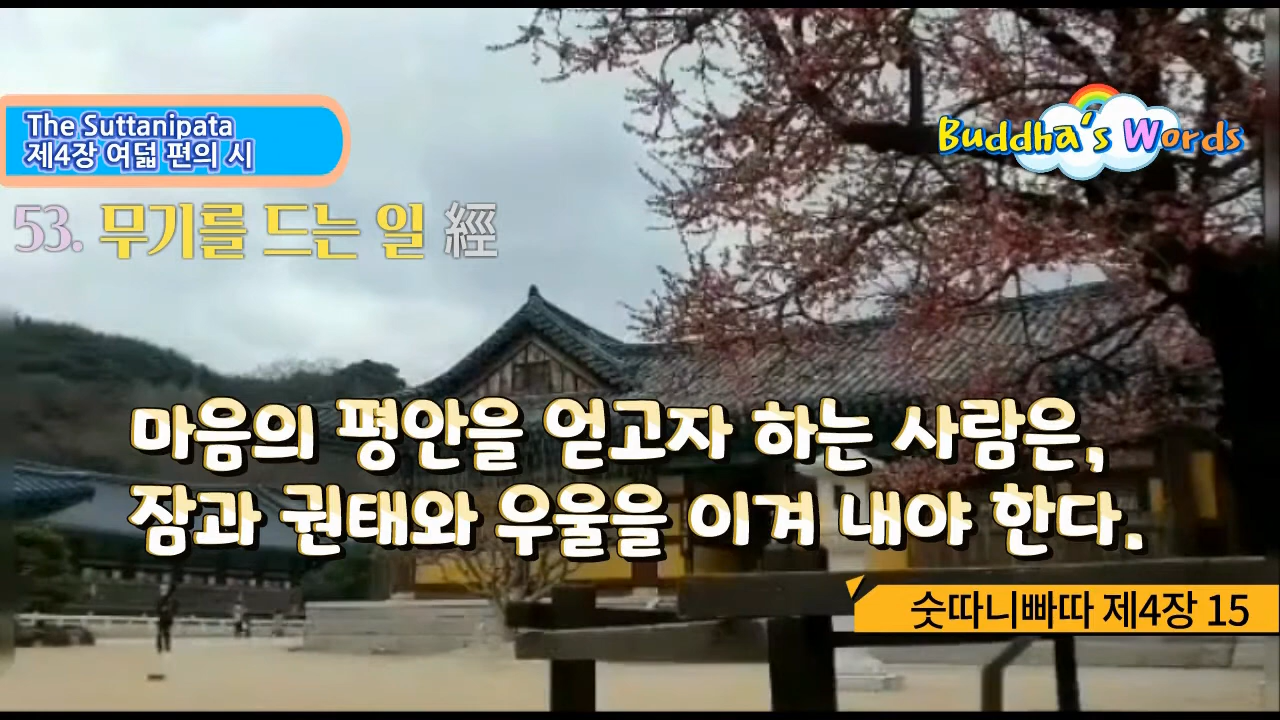 The Suttanipata
제4장 여덟 편의 시
Buddha's Words
53. 무기를 드는 일 經
마음의 평안을 얻고자 하는 사람은,
잠과 권태와 우울을 이겨 내야 한다.
숫따니빠따 제4장 15